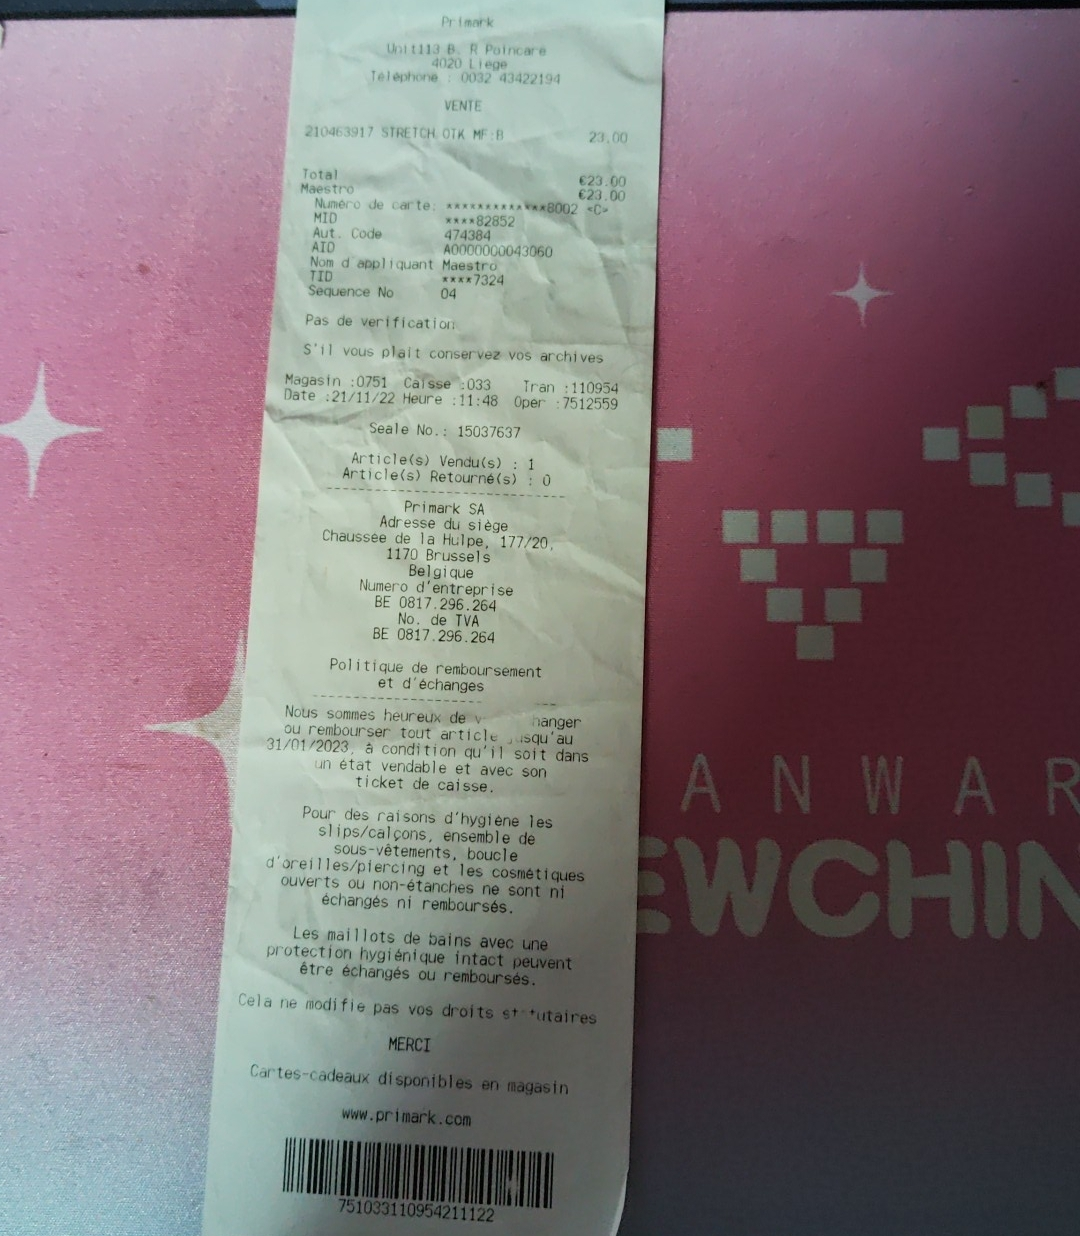 Primark
Unit113 B. R Poincare
4020 Liege
Téléphone : 0032 43422194
VENTE
210463917 STRETCH OTK MF:B 23.00
Total €23.00
Maestro €23.00
Numéro de carte: *************8002 <C>
MID ****82852
Aut. Code 474384
AID A0000000043060
Nom d'appliquant Maestro
TID ****7324
Sequence No 04
Pas de verification
S'il vous plait conservez vos archives
Magasin :0751 Caisse :033 Tran :110954
Date :21/11/22 Heure :11:48 Oper :7512559
Seale No.: 15037637
Article(s) Vendu(s) : 1
Article(s) Retourné(s) : 0
Primark SA
Adresse du siège
Chaussée de la Hulpe, 177/20,
1170 Brussels
Belgique
Numero d'entreprise
BE 0817.296.264
No. de TVA
BE 0817.296.264
Politique de remboursement
et d'échanges
Nous sommes heureux de
ou rembourser tout article jusqu'au
31/01/2023, à condition qu'il soit dans
un état vendable et avec son
ticket de caisse.
Pour des raisons d'hygiène les
slips/calçons, ensemble de
sous-vêtements, boucle
d'oreilles/piercing et les cosmétiques
ouverts ou non-étanches ne sont ni
échangés ni remboursés.
Les maillots de bains avec une
protection hygiénique intact peuvent
être échangés ou remboursés.
Cela ne modifie pas vos droits statutaires
MERCI
Cartes-cadeaux disponibles en magasin
www.primark.com
751033110954211122
ANWAR
EWCHIN